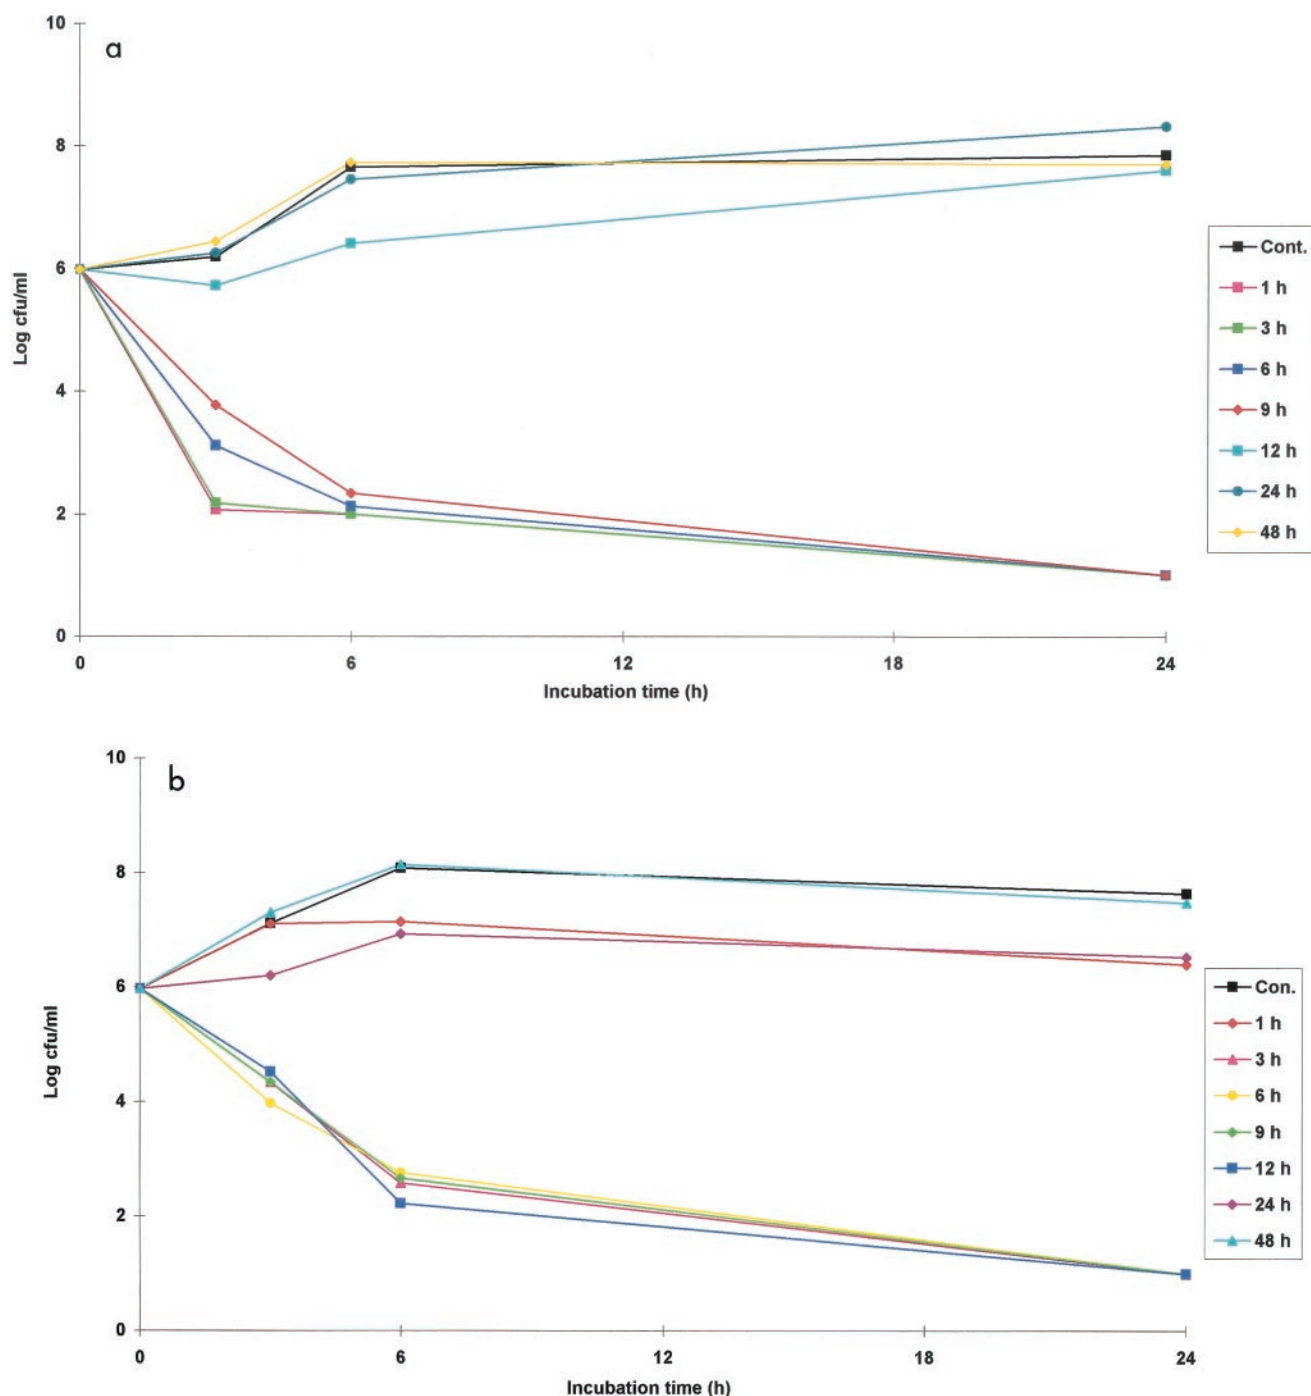 a
10
8
6
4
2
0
Log cfu/ml
0 6 12 18 24
Incubation time (h)
Cont.
1 h
3 h
6 h
9 h
12 h
24 h
48 h
b
10
8
6
4
2
0
Log cfu/ml
0 6 12 18 24
Incubation time (h)
Con.
1 h
3 h
6 h
9 h
12 h
24 h
48 h